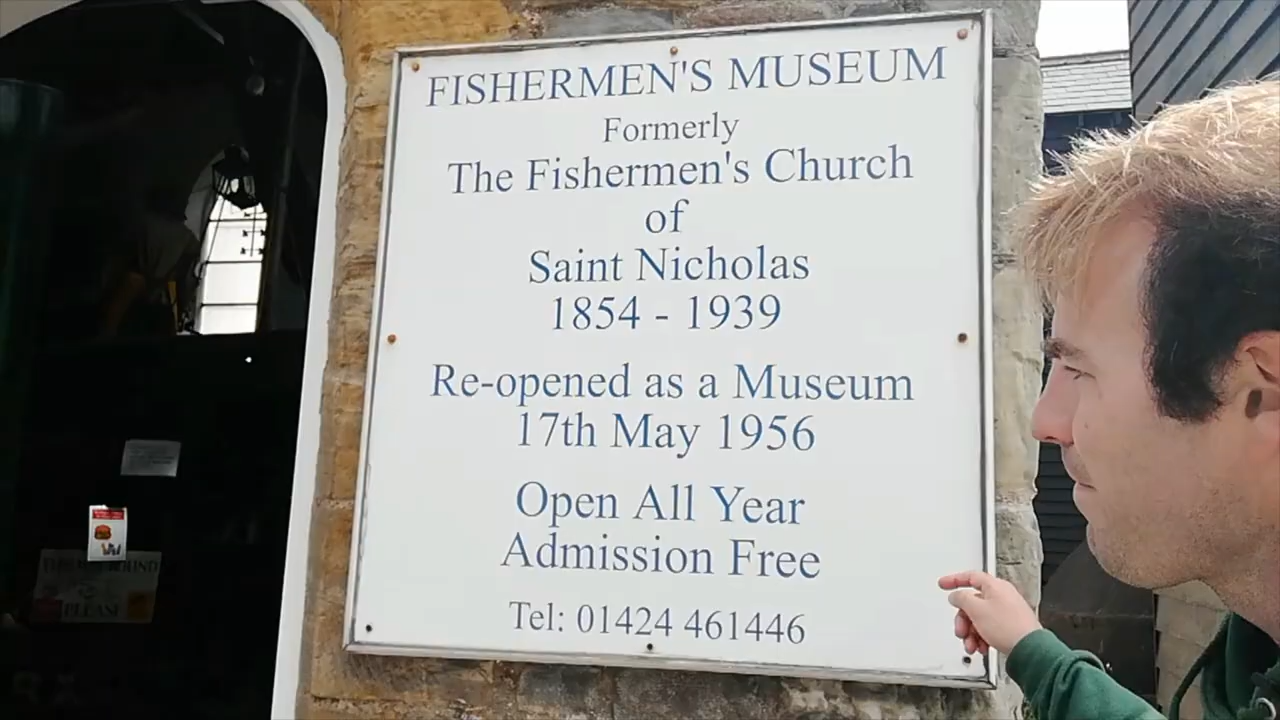 FISHERMEN'S MUSEUM
Formerly
The Fishermen's Church
of
Saint Nicholas
1854 - 1939
Re-opened as a Museum
17th May 1956
Open All Year
Admission Free
Tel: 01424 461446
PLEASE